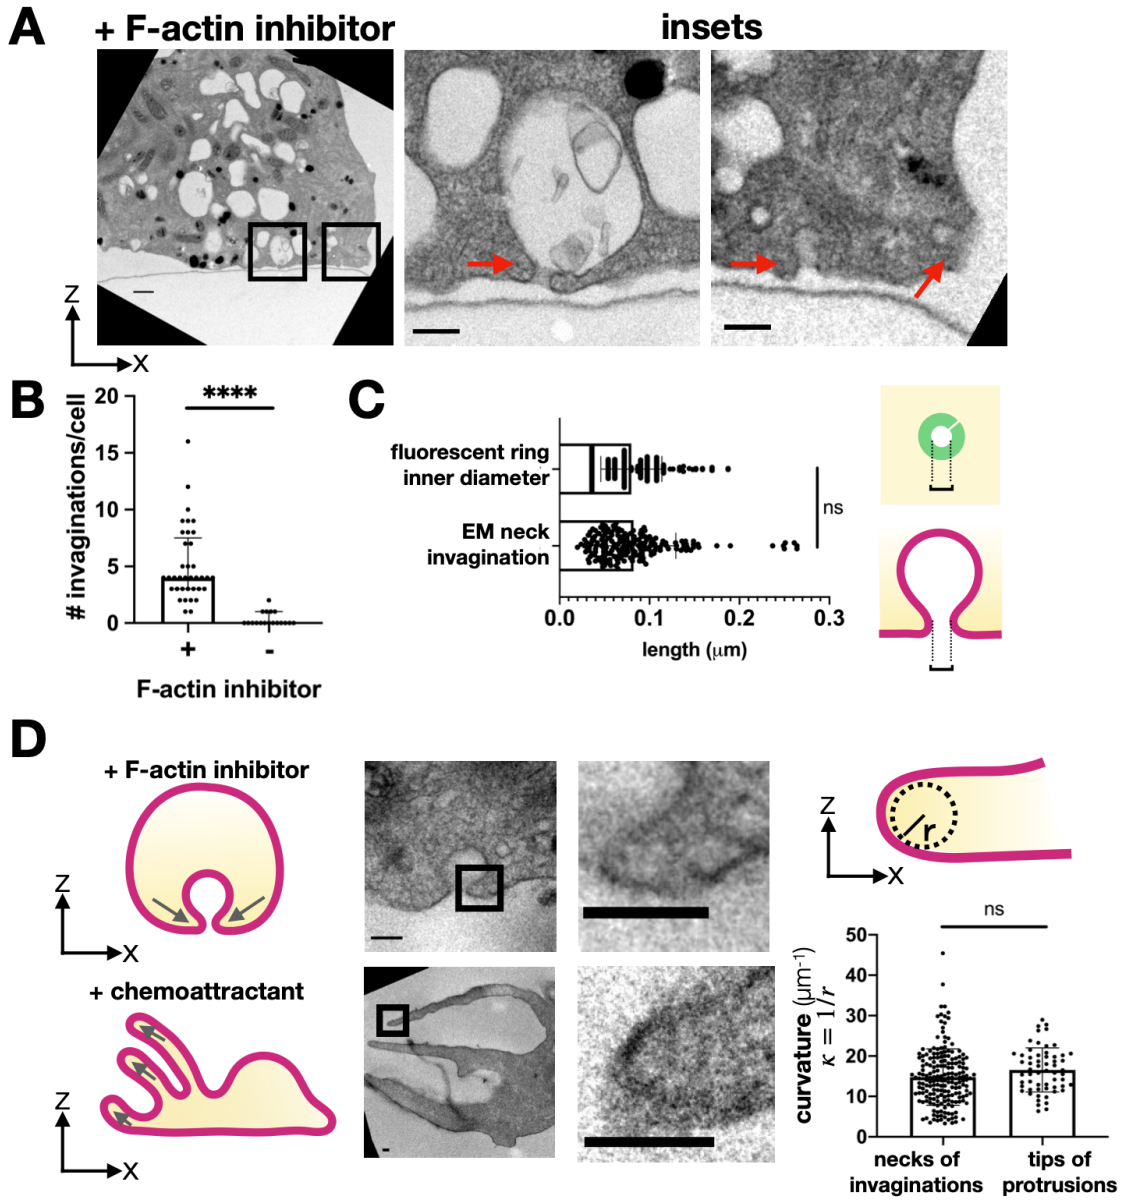 A
+ F-actin inhibitor
insets
Z
X
B
# invaginations/cell
20
15
10
5
0
****
+
-
F-actin inhibitor
C
fluorescent ring
inner diameter
EM neck
invagination
ns
0.0
0.1
0.2
0.3
length (μm)
D
+ F-actin inhibitor
Z
X
+ chemoattractant
Z
X
Z
X
r
ns
curvature (μm⁻¹)
κ = 1/r
50
40
30
20
10
0
necks of
invaginations
tips of
protrusions